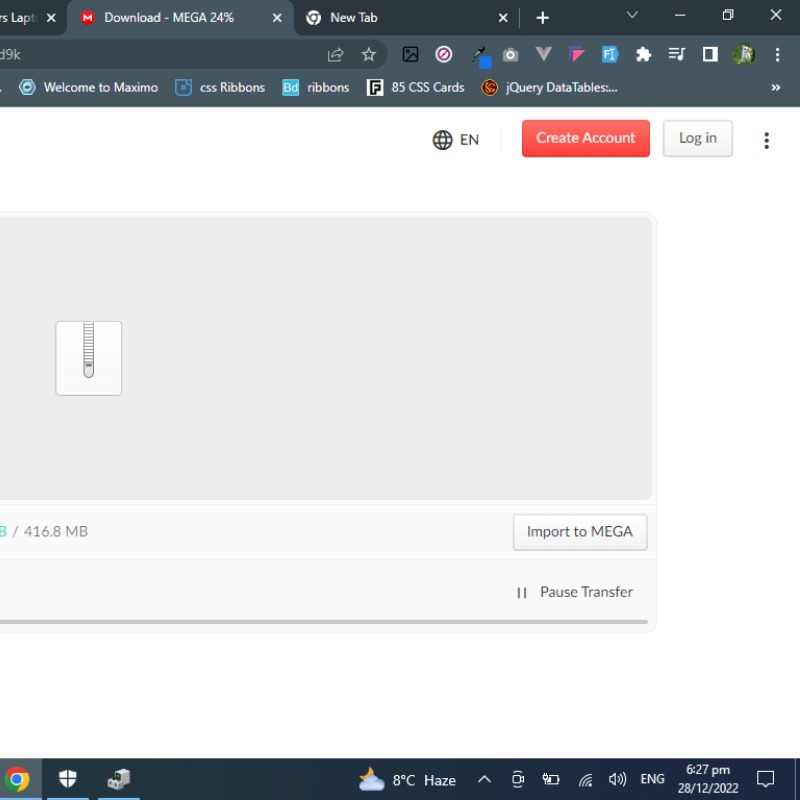 rs Lapt
Download - MEGA 24%
New Tab
d9k
Welcome to Maximo
css Ribbons
Bd ribbons
F 85 CSS Cards
jQuery DataTables:...
»
EN
Create Account
Log in
B / 416.8 MB
Import to MEGA
Pause Transfer
8°C Haze
ENG
6:27 pm
28/12/2022